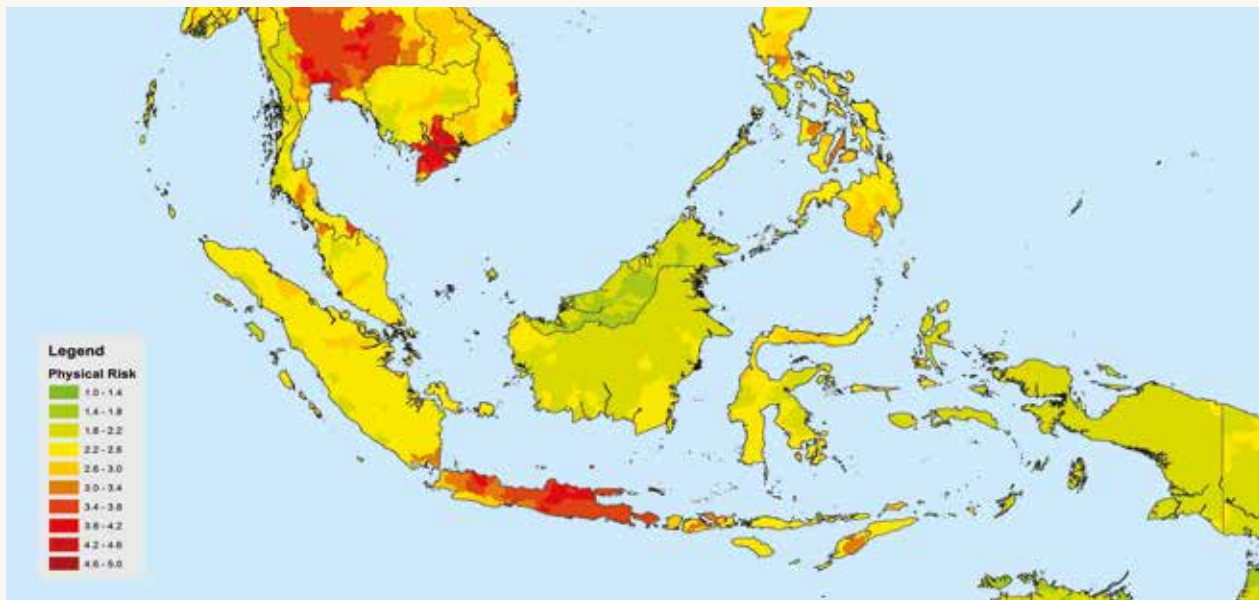 Legend
Physical Risk
1.0 - 1.4
1.4 - 1.8
1.8 - 2.2
2.2 - 2.6
2.6 - 3.0
3.0 - 3.4
3.4 - 3.8
3.8 - 4.2
4.2 - 4.6
4.6 - 5.0